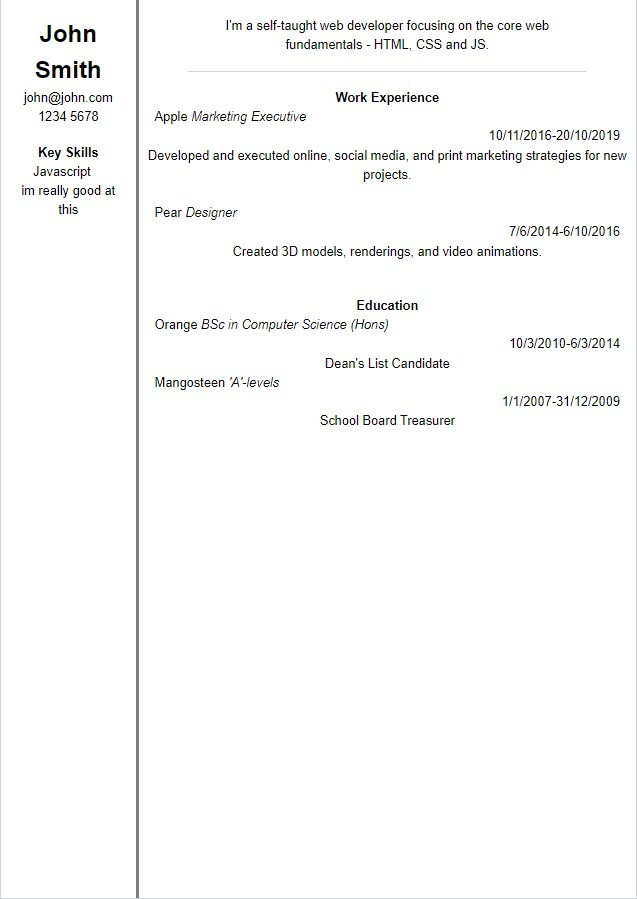 John
Smith
john@john.com
1234 5678
Key Skills
Javascript
im really good at
this
I'm a self-taught web developer focusing on the core web
fundamentals - HTML, CSS and JS.
Work Experience
Apple Marketing Executive
10/11/2016-20/10/2019
Developed and executed online, social media, and print marketing strategies for new
projects.
Pear Designer
7/6/2014-6/10/2016
Created 3D models, renderings, and video animations.
Education
Orange BSc in Computer Science (Hons)
10/3/2010-6/3/2014
Dean's List Candidate
Mangosteen 'A'-levels
1/1/2007-31/12/2009
School Board Treasurer